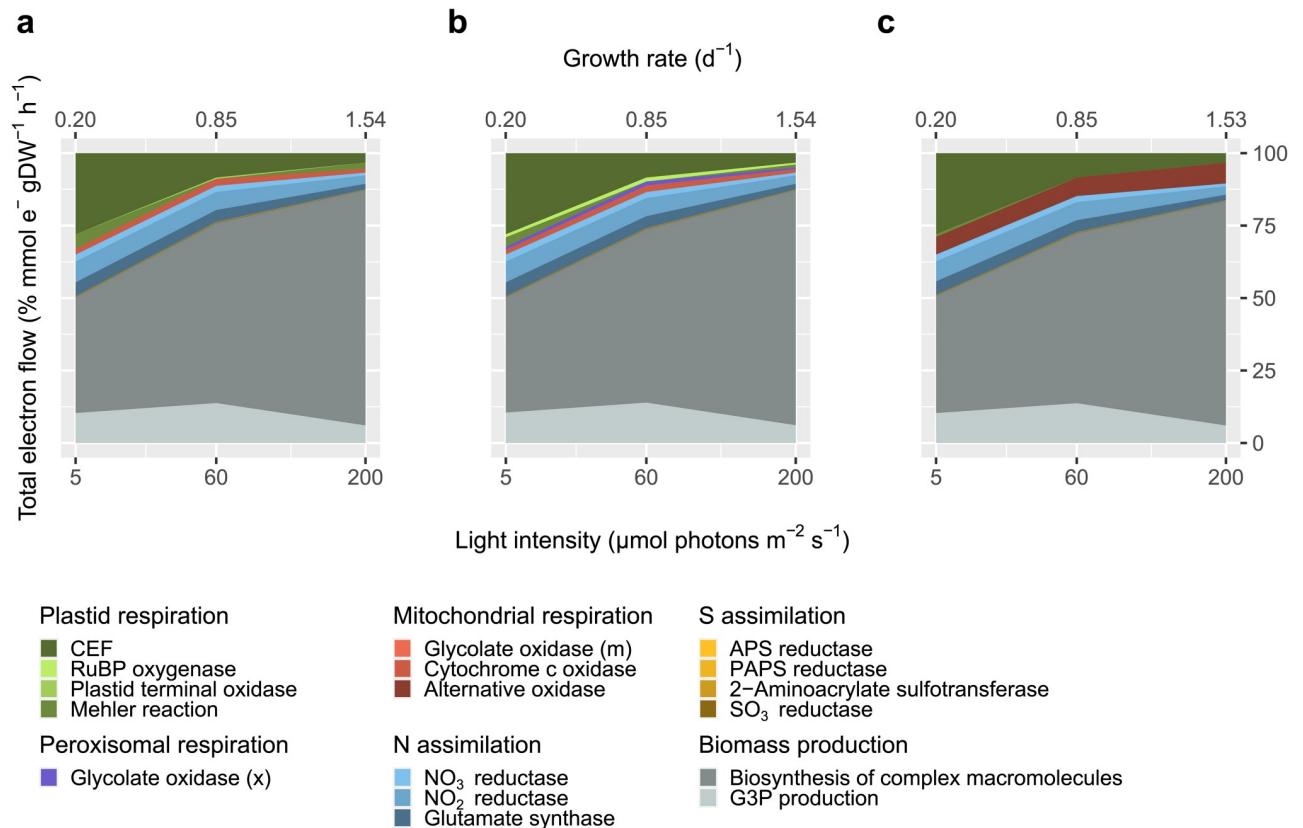 a
b
c
Growth rate (d⁻¹)
0.20 0.85 1.54
0.20 0.85 1.54
0.20 0.85 1.53
Total electron flow (% mmol e⁻ gDW⁻¹ h⁻¹)
100
75
50
25
0
5 60 200
5 60 200
5 60 200
Light intensity (µmol photons m⁻² s⁻¹)
Plastid respiration
CEF
RuBP oxygenase
Plastid terminal oxidase
Mehler reaction
Peroxisomal respiration
Glycolate oxidase (x)
Mitochondrial respiration
Glycolate oxidase (m)
Cytochrome c oxidase
Alternative oxidase
N assimilation
NO₃ reductase
NO₂ reductase
Glutamate synthase
S assimilation
APS reductase
PAPS reductase
2−Aminoacrylate sulfotransferase
SO₃ reductase
Biomass production
Biosynthesis of complex macromolecules
G3P production